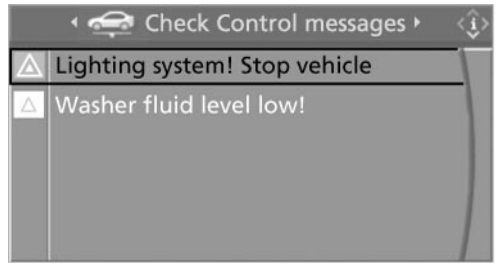 Check Control messages
Lighting system! Stop vehicle
Washer fluid level low!